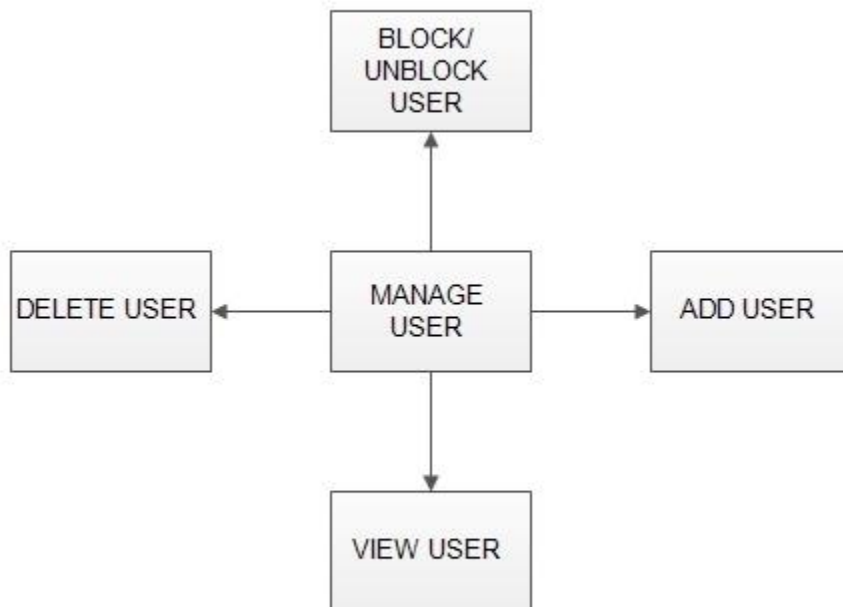 BLOCK/
UNBLOCK
USER
DELETE USER
MANAGE
USER
ADD USER
VIEW USER